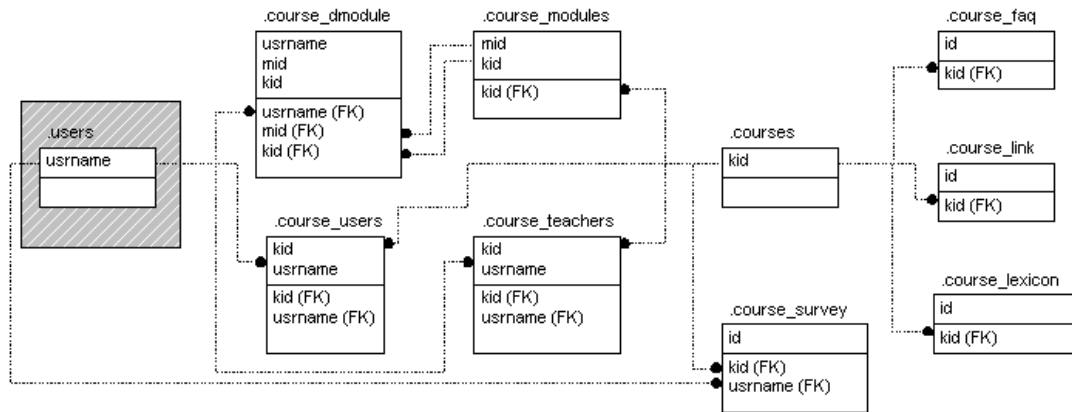 .course_dmodule
usrname
mid
kid
usrname (FK)
mid (FK)
kid (FK)
.course_modules
mid
kid
kid (FK)
.course_faq
id
kid (FK)
.users
usrname
.courses
kid
.course_link
id
kid (FK)
.course_users
kid
usrname
kid (FK)
usrname (FK)
.course_teachers
kid
usrname
kid (FK)
usrname (FK)
.course_survey
id
kid (FK)
usrname (FK)
.course_lexicon
id
kid (FK)